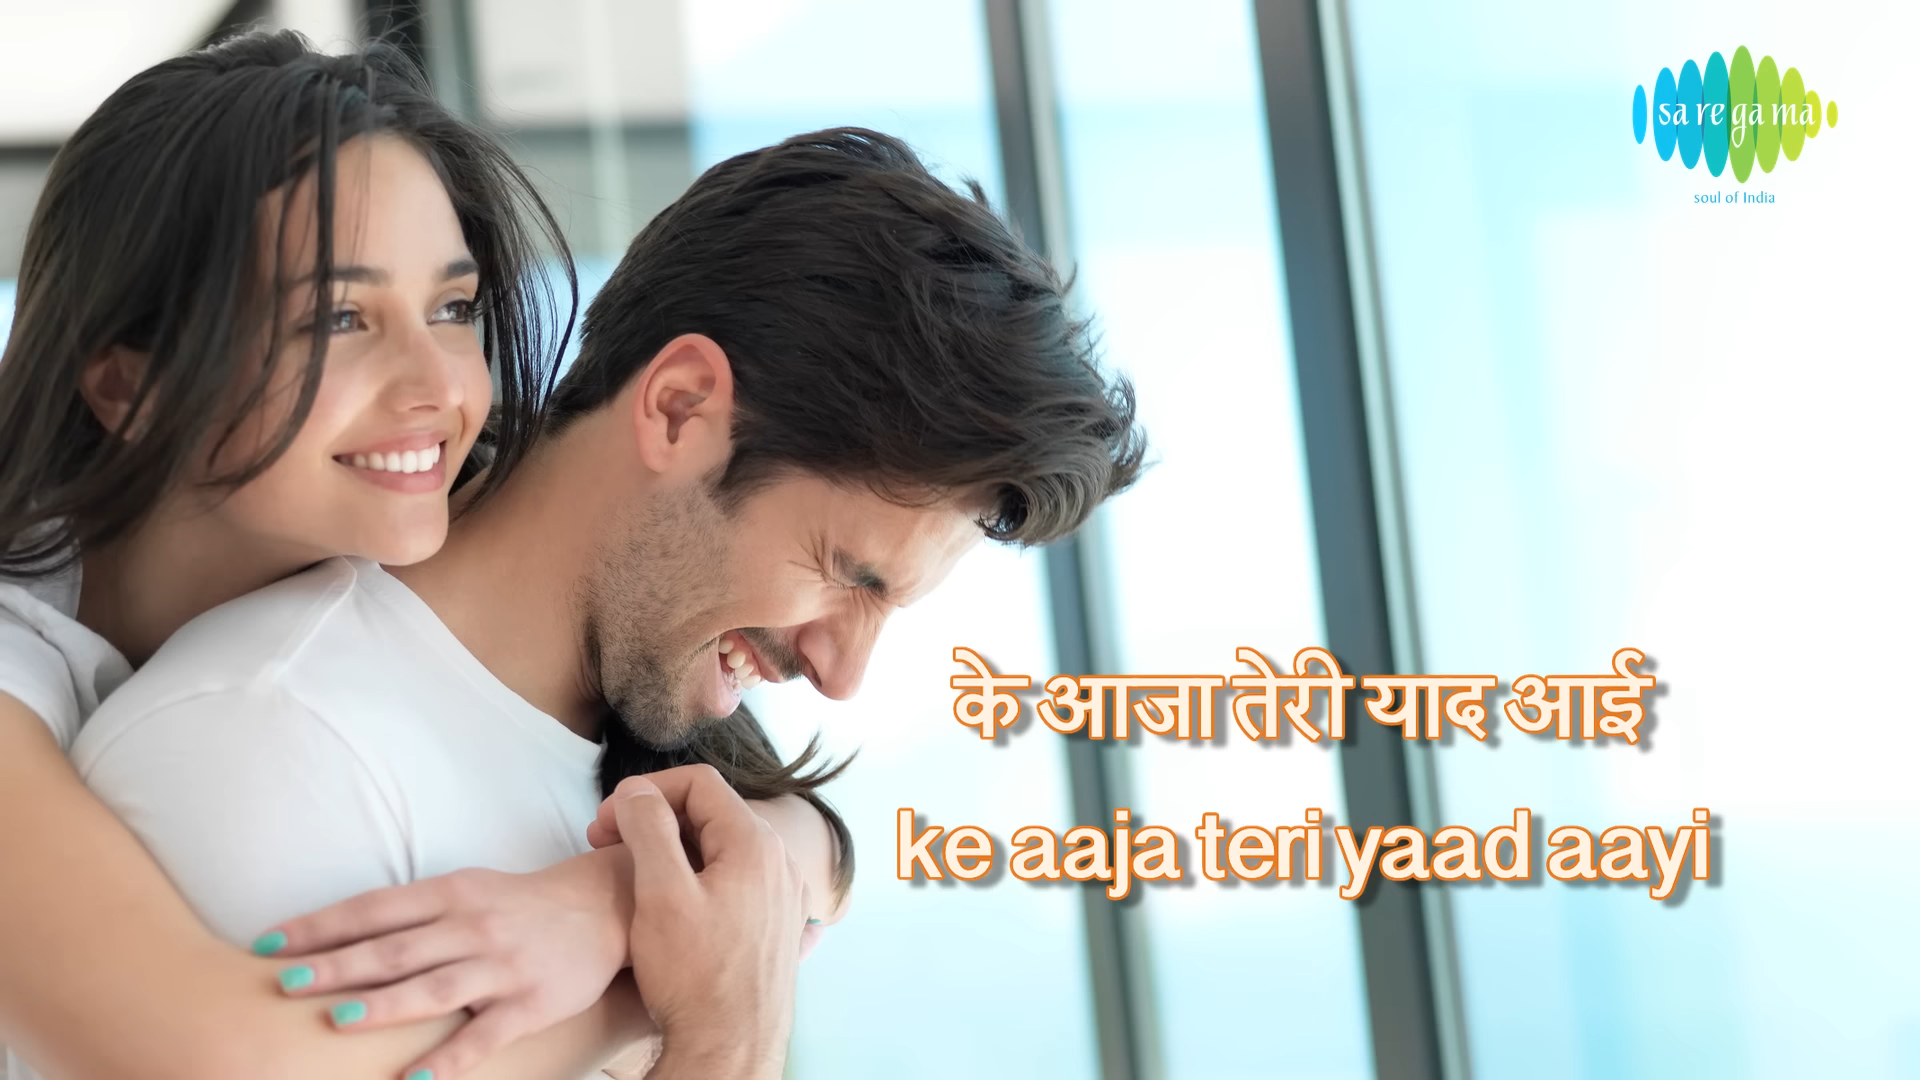 sa re ga ma
soul of India
के आजा तेरी याद आई
ke aaja teri yaad aayi